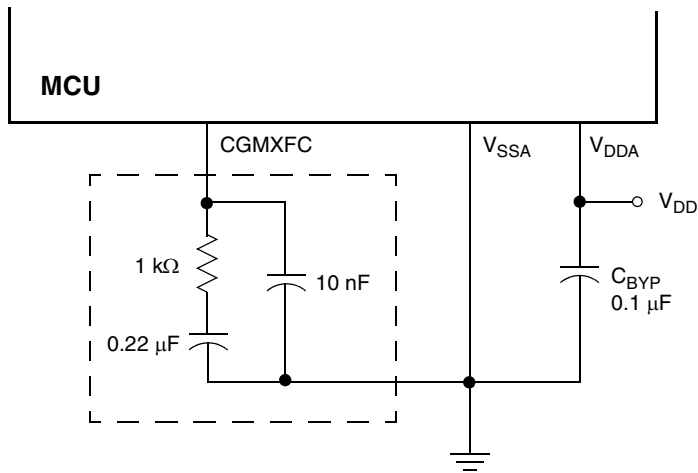 MCU
CGMXFC
VSSA
VDDA
VDD
1 kΩ
10 nF
CBYP
0.1 μF
0.22 μF